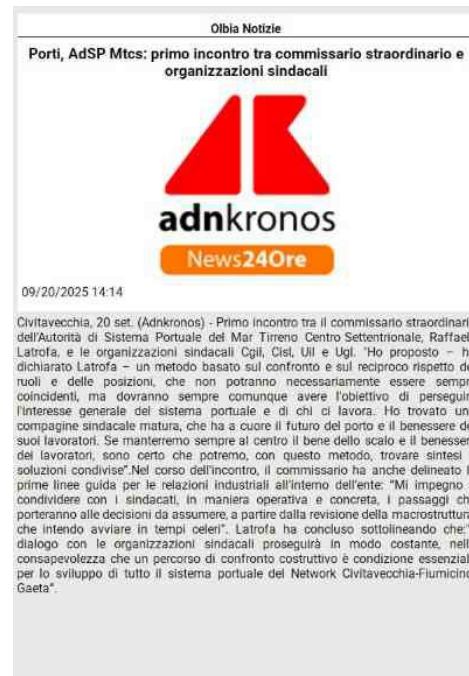 Olbia Notizie
Porti, AdSP Mtcs: primo incontro tra commissario straordinario e
organizzazioni sindacali
adnkronos
News24Ore
09/20/2025 14:14
Civitavecchia, 20 set. (Adnkronos) - Primo incontro tra il commissario straordinari
dell'Autorità di Sistema Portuale del Mar Tirreno Centro Settentrionale, Raffael
Latrofa, e le organizzazioni sindacali Cgil, Cisl, Uil e Ugl. "Ho proposto – h
dichiarato Latrofa – un metodo basato sul confronto e sul reciproco rispetto de
ruoli e delle posizioni, che non potranno necessariamente essere sempr
coincidenti, ma dovranno sempre comunque avere l'obiettivo di perseguir
l'interesse generale del sistema portuale e di chi ci lavora. Ho trovato un
compagine sindacale matura, che ha a cuore il futuro del porto e il benessere de
suoi lavoratori. Se manterremo sempre al centro il bene dello scalo e il benesser
dei lavoratori, sono certo che potremo, con questo metodo, trovare sintesi
soluzioni condivise".Nel corso dell'incontro, il commissario ha anche delineato l
prime linee guida per le relazioni industriali all'interno dell'ente: "Mi impegno
condividere con i sindacati, in maniera operativa e concreta, i passaggi ch
porteranno alle decisioni da assumere, a partire dalla revisione della macrostruttura
che intendo avviare in tempi celeri". Latrofa ha concluso sottolineando che:"
dialogo con le organizzazioni sindacali proseguirà in modo costante, nell
consapevolezza che un percorso di confronto costruttivo è condizione essenzial
per lo sviluppo di tutto il sistema portuale del Network Civitavecchia-Fiumicino
Gaeta".